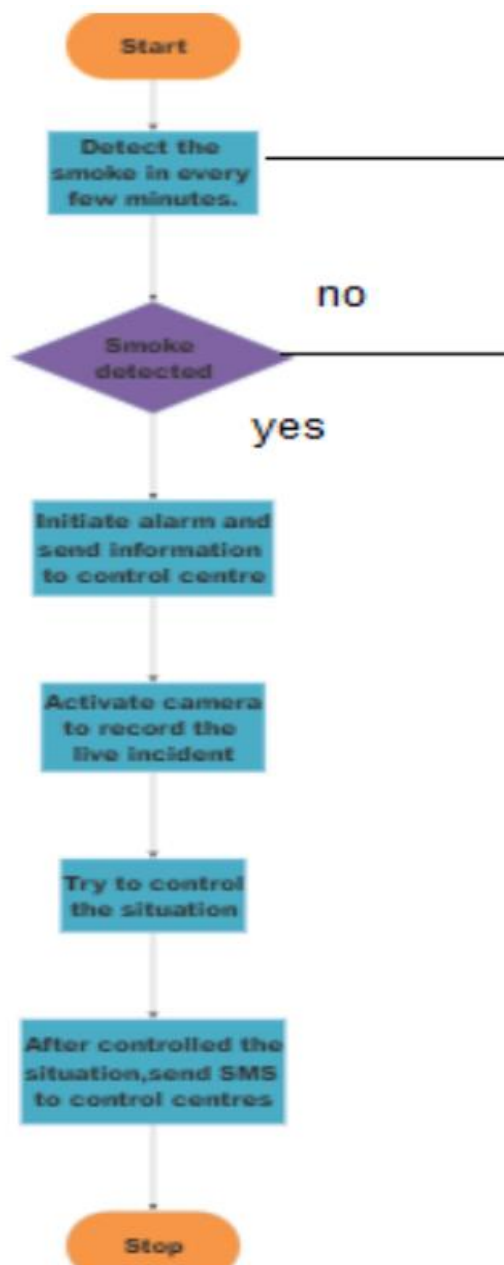 Start
Detect the
smoke in every
few minutes.
no
Smoke
detected
yes
Initiate alarm and
send information
to control centre
Activate camera
to record the
live incident
Try to control
the situation
After controlled the
situation,send SMS
to control centres
Stop